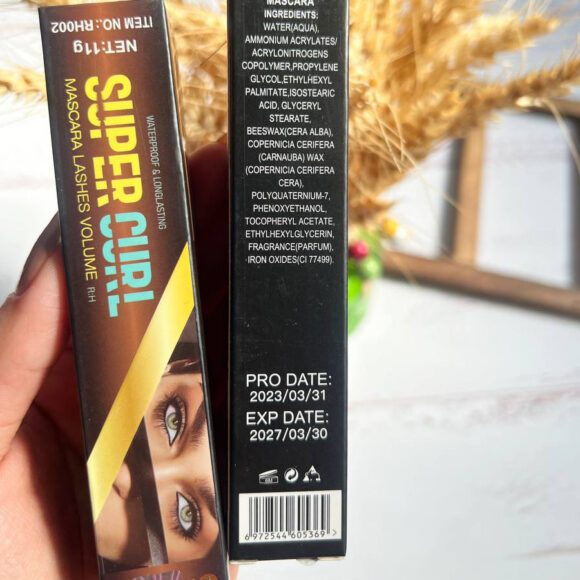 ITEM NO.:RH002
NET:11g
SUPER CURL
WATERPROOF & LONGLASTING
MASCARA LASHES VOLUME R:H
MASCARA
INGREDIENTS:
WATER(AQUA),
AMMONIUM ACRYLATES/
ACRYLONITROGENS
COPOLYMER,PROPYLENE
GLYCOL,ETHYLHEXYL
PALMITATE,ISOSTEARIC
ACID, GLYCERYL
STEARATE,
BEESWAX(CERA ALBA),
COPERNICIA CERIFERA
(CARNAUBA) WAX
(COPERNICIA CERIFERA
CERA),
POLYQUATERNIUM-7,
PHENOXYETHANOL,
TOCOPHERYL ACETATE,
ETHYLHEXYLGLYCERIN,
FRAGRANCE(PARFUM),
IRON OXIDES(CI 77499).
PRO DATE:
2023/03/31
EXP DATE:
2027/03/30
6 972544 605369 >